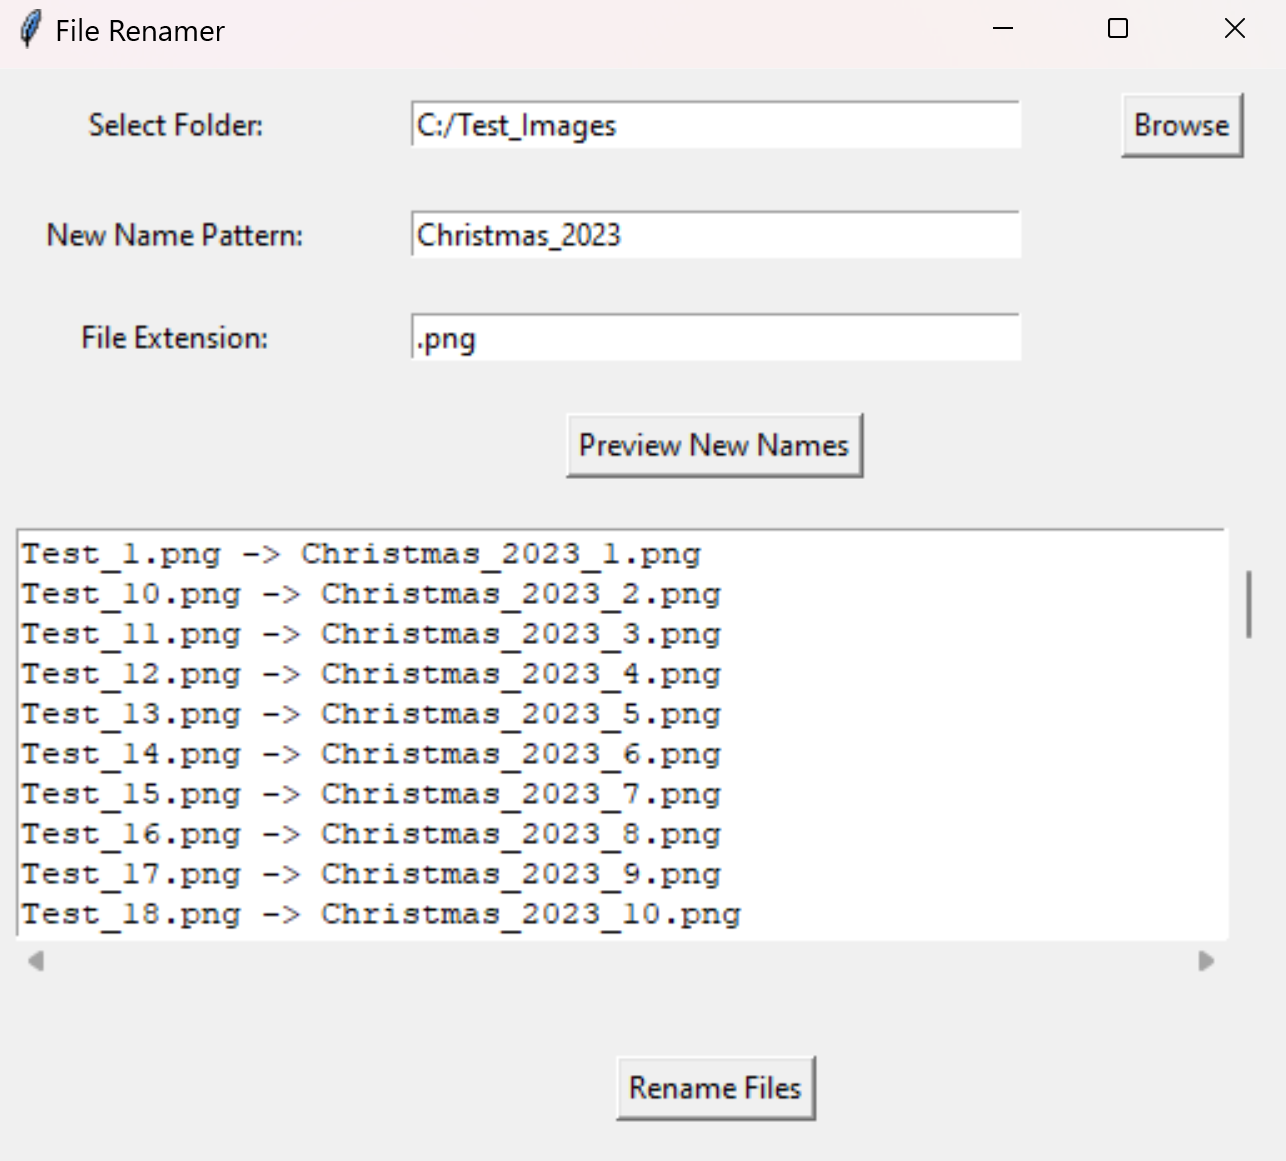 File Renamer
Select Folder: C:/Test_Images Browse
New Name Pattern: Christmas_2023
File Extension: .png
Preview New Names
Test_1.png -> Christmas_2023_1.png
Test_10.png -> Christmas_2023_2.png
Test_11.png -> Christmas_2023_3.png
Test_12.png -> Christmas_2023_4.png
Test_13.png -> Christmas_2023_5.png
Test_14.png -> Christmas_2023_6.png
Test_15.png -> Christmas_2023_7.png
Test_16.png -> Christmas_2023_8.png
Test_17.png -> Christmas_2023_9.png
Test_18.png -> Christmas_2023_10.png
Rename Files